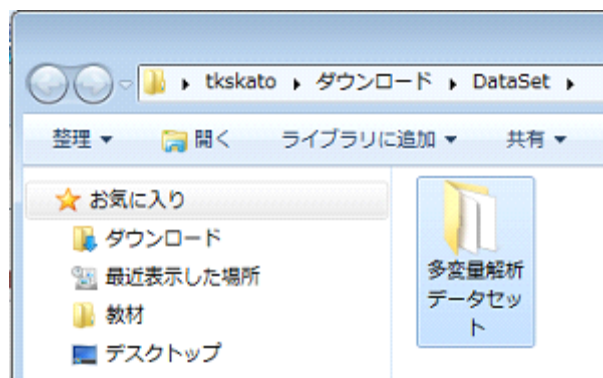 tkskato ▸ ダウンロード ▸ DataSet ▸
整理 ▼ 開く ライブラリに追加 ▼ 共有 ▼
お気に入り
ダウンロード
最近表示した場所
教材
デスクトップ
多変量解析
データセッ
ト